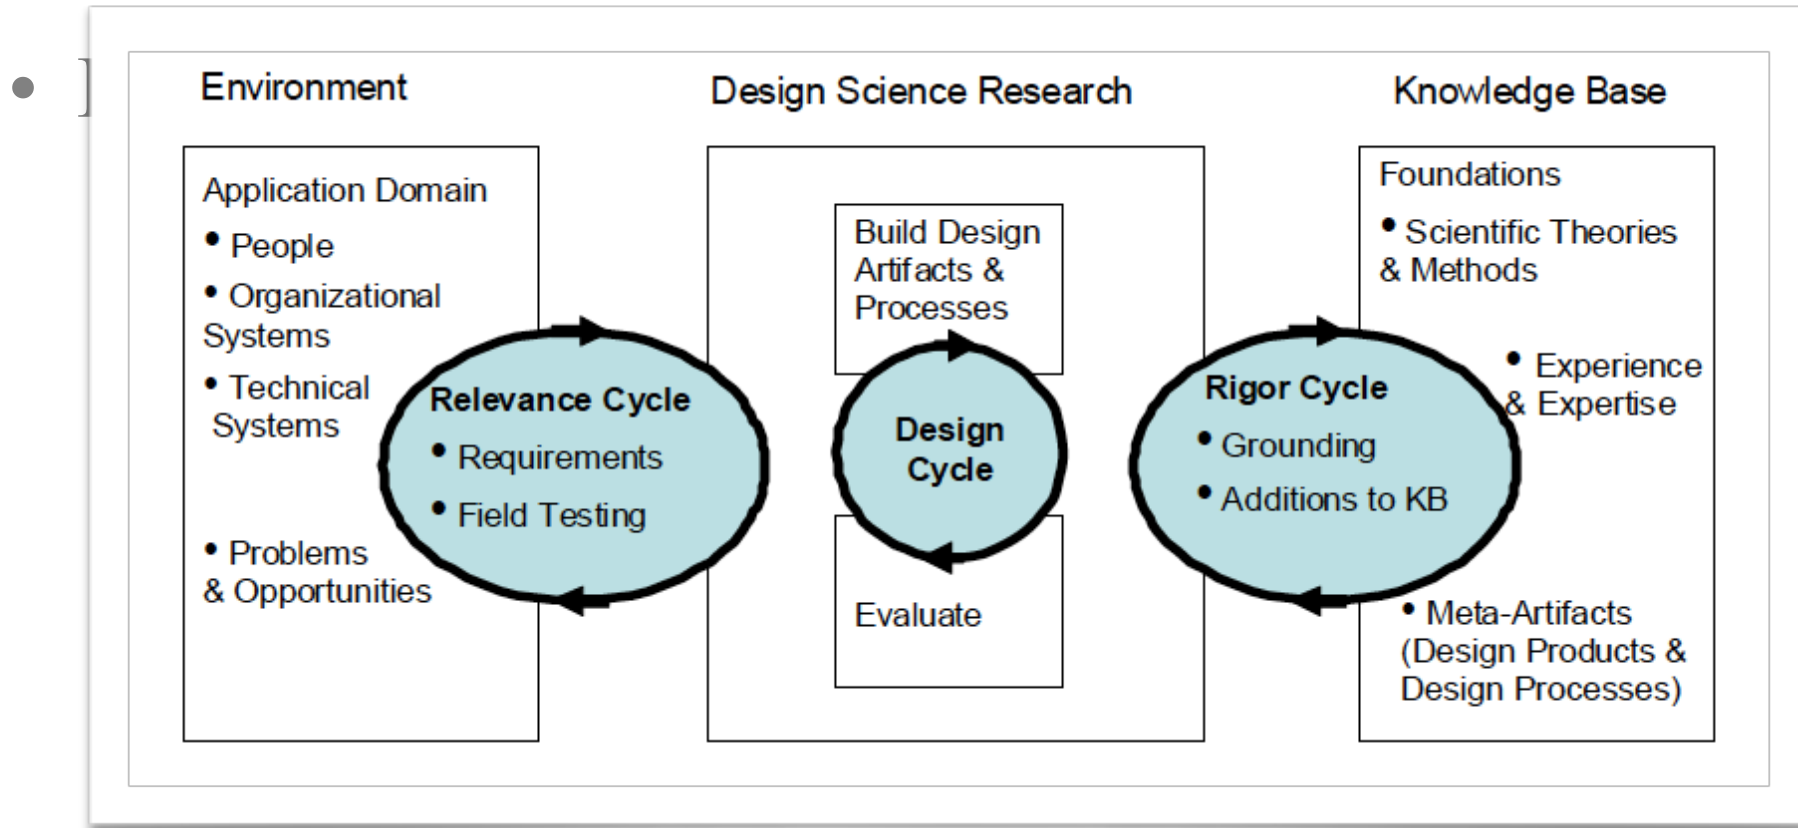 Environment
Design Science Research
Knowledge Base
Application Domain
• People
• Organizational
Systems
• Technical
Systems
• Problems
& Opportunities
Relevance Cycle
• Requirements
• Field Testing
Build Design
Artifacts &
Processes
Design
Cycle
Evaluate
Rigor Cycle
• Grounding
• Additions to KB
Foundations
• Scientific Theories
& Methods
• Experience
& Expertise
• Meta-Artifacts
(Design Products &
Design Processes)